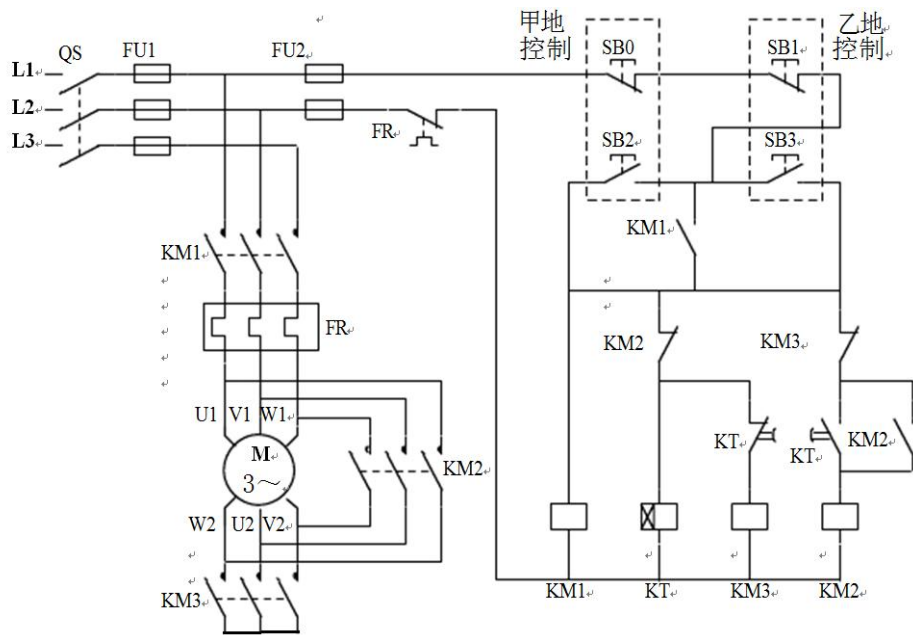 甲地控制
乙地控制
QS
FU1
FU2
SB0
SB1
L1
L2
L3
FR
SB2
SB3
KM1
KM1
FR
KM2
KM3
U1 V1 W1
M
3～
KM2
KT
KT
KM2
W2 U2 V2
KM3
KM1 KT KM3 KM2